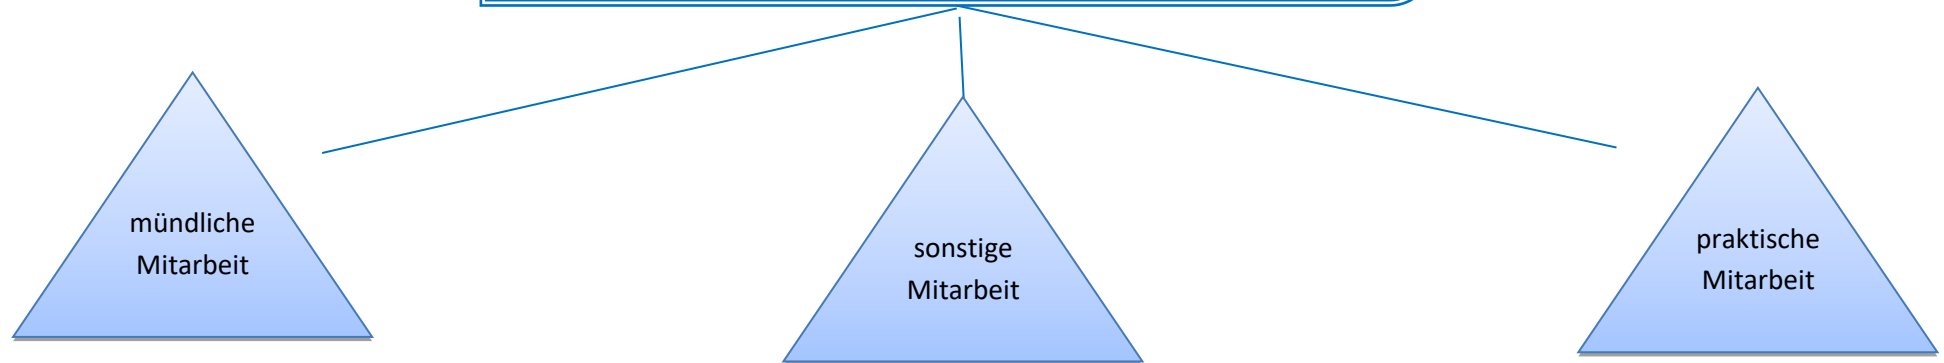 mündliche
Mitarbeit
sonstige
Mitarbeit
praktische
Mitarbeit